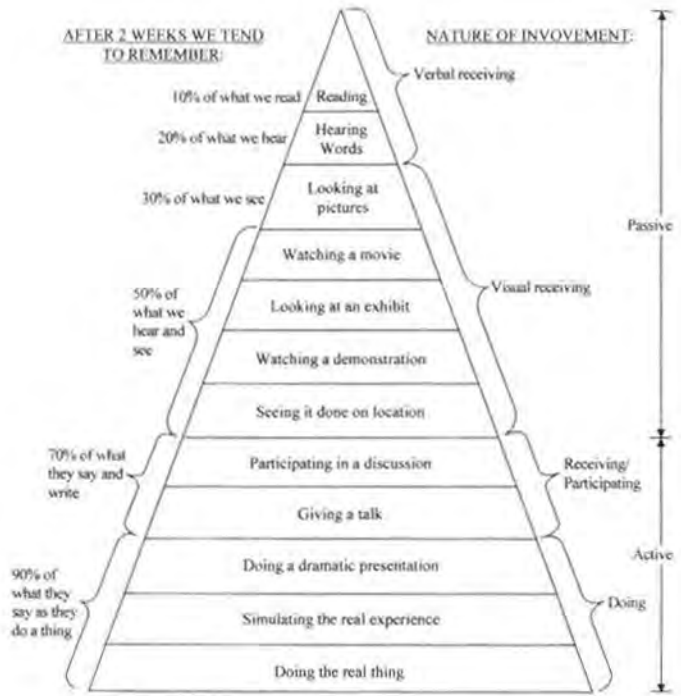 AFTER 2 WEEKS WE TEND
TO REMEMBER:
NATURE OF INVOVEMENT:
Verbal receiving
10% of what we read
Reading
20% of what we hear
Hearing
Words
30% of what we see
Looking at
pictures
Passive
Watching a movie
50% of
what we
hear and
see
Visual receiving
Looking at an exhibit
Watching a demonstration
Seeing it done on location
70% of what
they say and
write
Participating in a discussion
Receiving/
Participating
Giving a talk
Active
90% of
what they
say as they
do a thing
Doing a dramatic presentation
Doing
Simulating the real experience
Doing the real thing